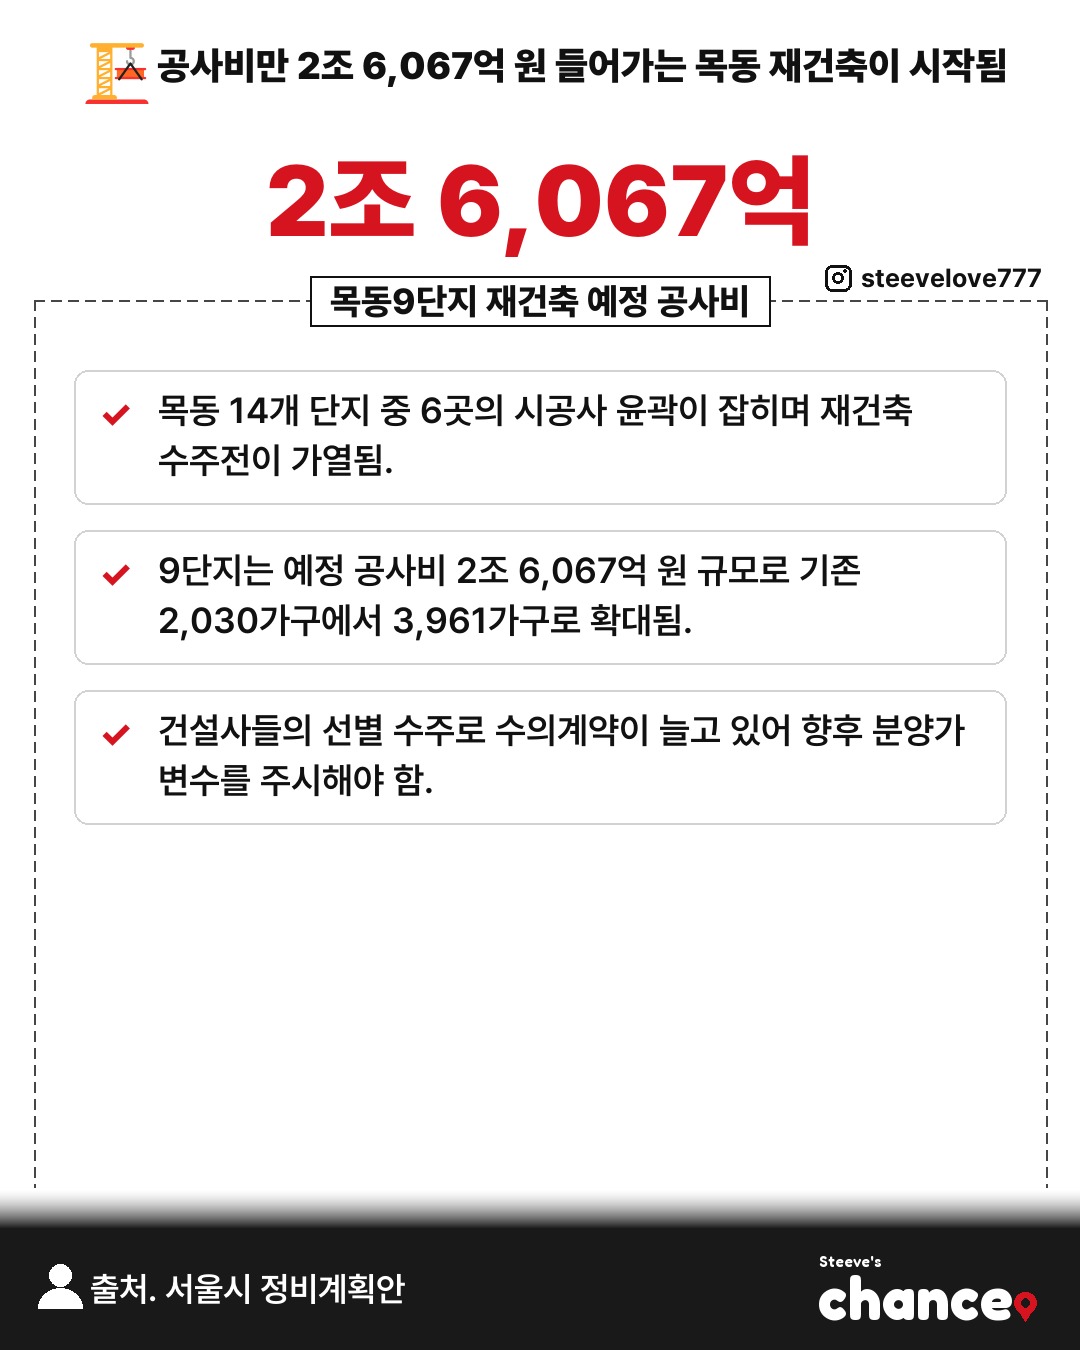 공사비만 2조 6,067억 원 들어가는 목동 재건축이 시작됨
2조 6,067억
steevelove777
목동9단지 재건축 예정 공사비
목동 14개 단지 중 6곳의 시공사 윤곽이 잡히며 재건축
수주전이 가열됨.
9단지는 예정 공사비 2조 6,067억 원 규모로 기존
2,030가구에서 3,961가구로 확대됨.
건설사들의 선별 수주로 수의계약이 늘고 있어 향후 분양가
변수를 주시해야 함.
출처. 서울시 정비계획안
Steeve's
chance